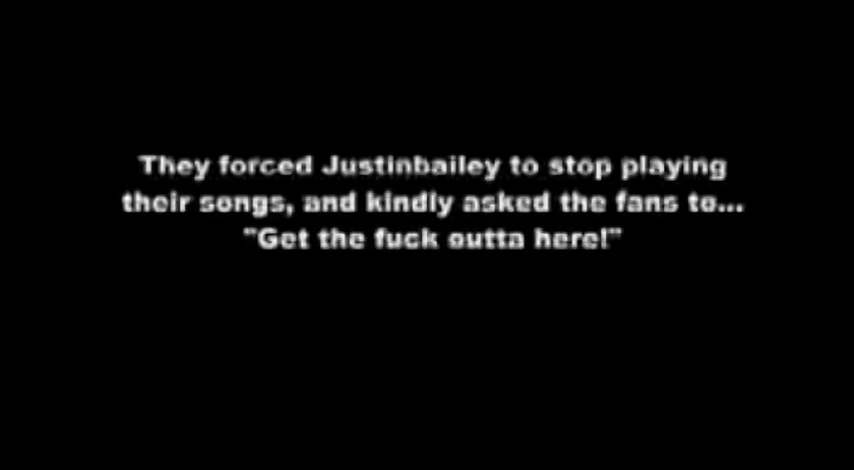 They forced Justinbailey to stop playing
their songs, and kindly asked the fans to...
"Get the fuck outta here!"